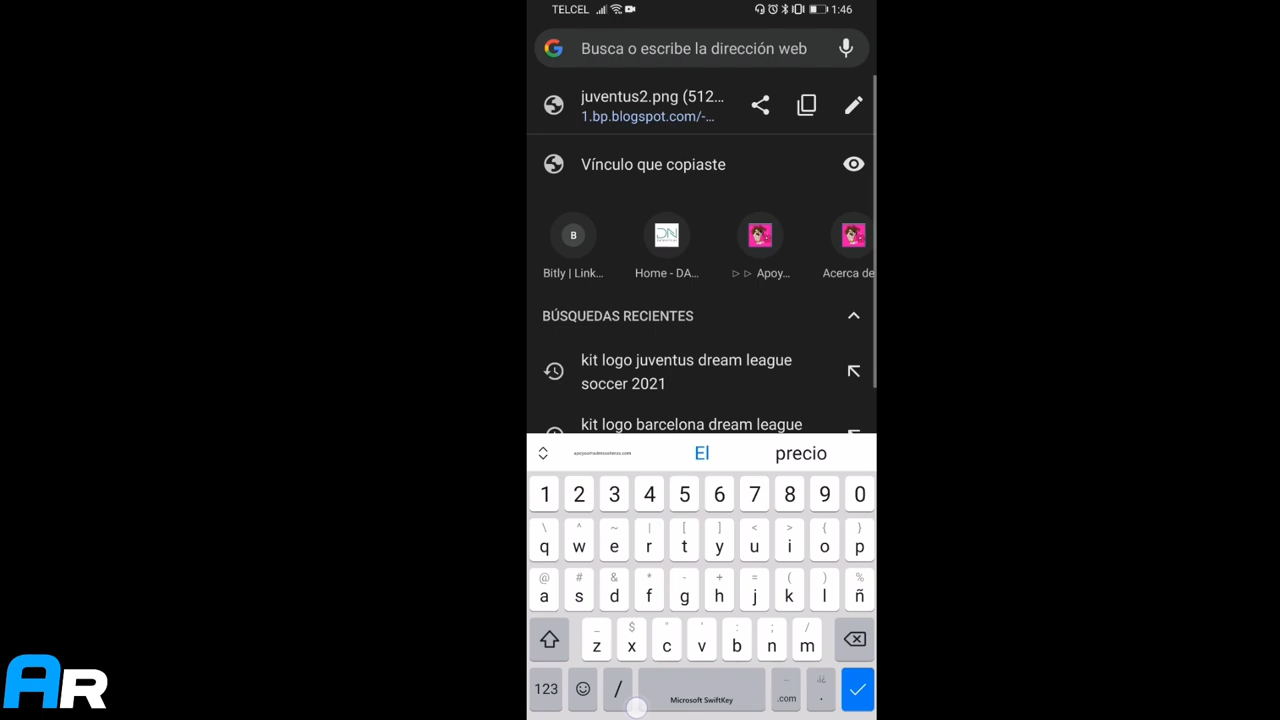 TELCEL 1:46
Busca o escribe la dirección web
juventus2.png (512...
1.bp.blogspot.com/-...
Vínculo que copiaste
B
DN
Bitly | Link... Home - DA... ▷ ▷ Apoy... Acerca de
BÚSQUEDAS RECIENTES
kit logo juventus dream league
soccer 2021
kit logo barcelona dream league
El precio
1 2 3 4 5 6 7 8 9 0
\ ^ ~ | [ ] < > { }
q w e r t y u i o p
@ # & * - + = ( ) %
a s d f g h j k l ñ
_ $ " ' : ; /
z x c v b n m
123 / Microsoft SwiftKey .com .
AR